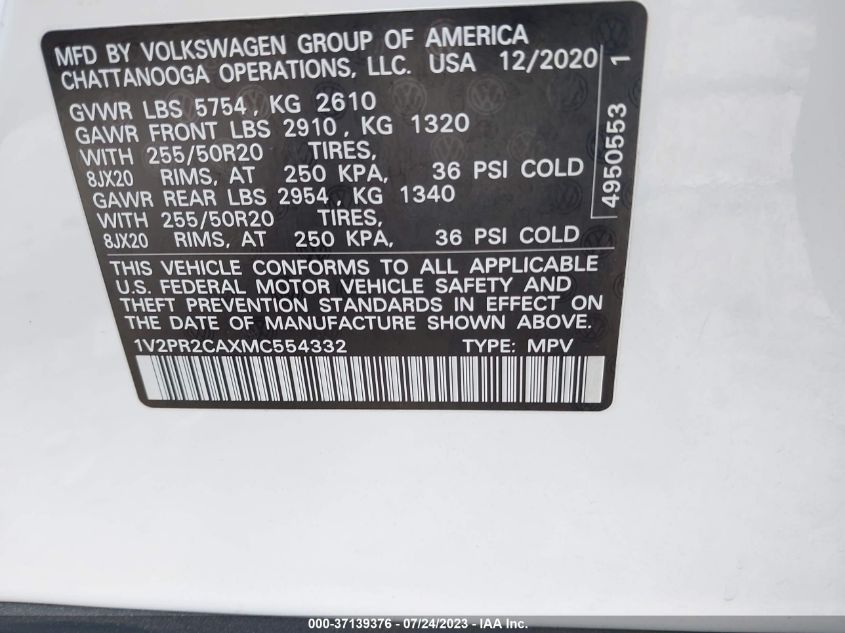 MFD BY VOLKSWAGEN GROUP OF AMERICA
CHATTANOOGA OPERATIONS, LLC. USA 12/2020
GVWR LBS 5754, KG 2610
GAWR FRONT LBS 2910, KG 1320
WITH 255/50R20 TIRES,
8JX20 RIMS, AT 250 KPA, 36 PSI COLD
GAWR REAR LBS 2954, KG 1340
WITH 255/50R20 TIRES,
8JX20 RIMS, AT 250 KPA, 36 PSI COLD
4950553 1
THIS VEHICLE CONFORMS TO ALL APPLICABLE
U.S. FEDERAL MOTOR VEHICLE SAFETY AND
THEFT PREVENTION STANDARDS IN EFFECT ON
THE DATE OF MANUFACTURE SHOWN ABOVE.
1V2PR2CAXMC554332 TYPE: MPV
000-37139376 - 07/24/2023 - IAA Inc.